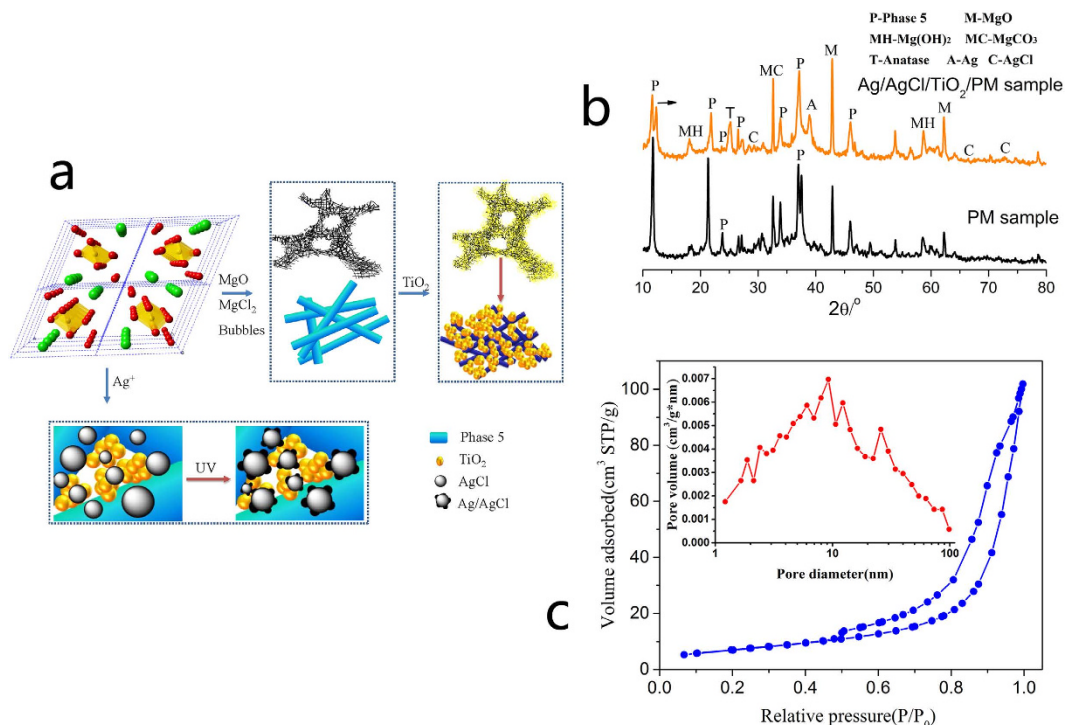 a
MgO
MgCl₂
Bubbles
TiO₂
Ag⁺
UV
Phase 5
TiO₂
AgCl
Ag/AgCl
b
P-Phase 5 M-MgO
MH-Mg(OH)₂ MC-MgCO₃
T-Anatase A-Ag C-AgCl
Ag/AgCl/TiO₂/PM sample
P MH P P T P C MC P P A P MH M M C C
P P
PM sample
10 20 30 40 50 60 70 80
2θ/°
c
Volume adsorbed(cm³ STP/g)
100
80
60
40
20
0
0.0 0.2 0.4 0.6 0.8 1.0
Relative pressure(P/P₀)
Pore volume (cm³/g*nm)
0.007
0.006
0.005
0.004
0.003
0.002
0.001
0.000
1 10 100
Pore diameter(nm)